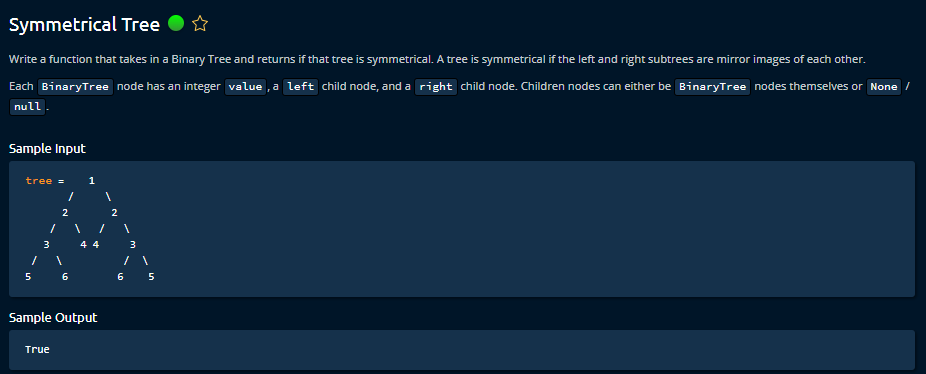 Symmetrical Tree
Write a function that takes in a Binary Tree and returns if that tree is symmetrical. A tree is symmetrical if the left and right subtrees are mirror images of each other.
Each BinaryTree node has an integer value , a left child node, and a right child node. Children nodes can either be BinaryTree nodes themselves or None /
null .
Sample Input
tree = 1
/ \
2 2
/ \ / \
3 4 4 3
/ \ / \
5 6 6 5
Sample Output
True